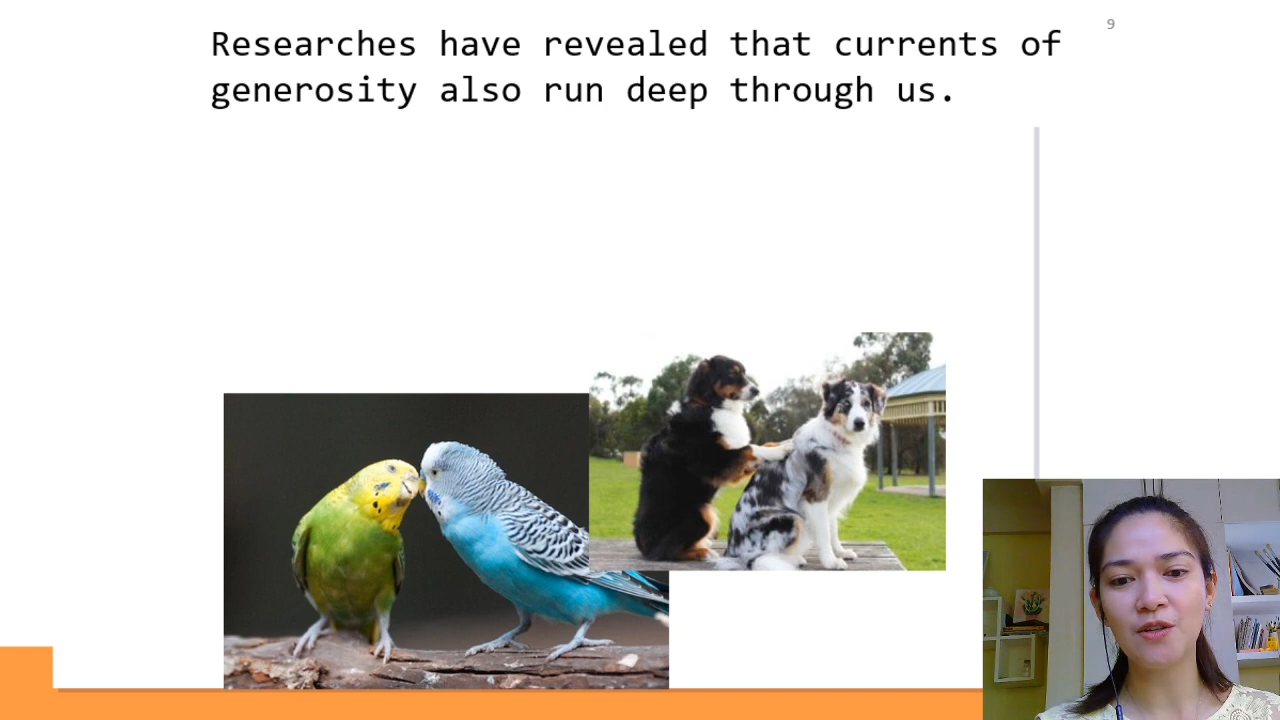 Researches have revealed that currents of
generosity also run deep through us.
9